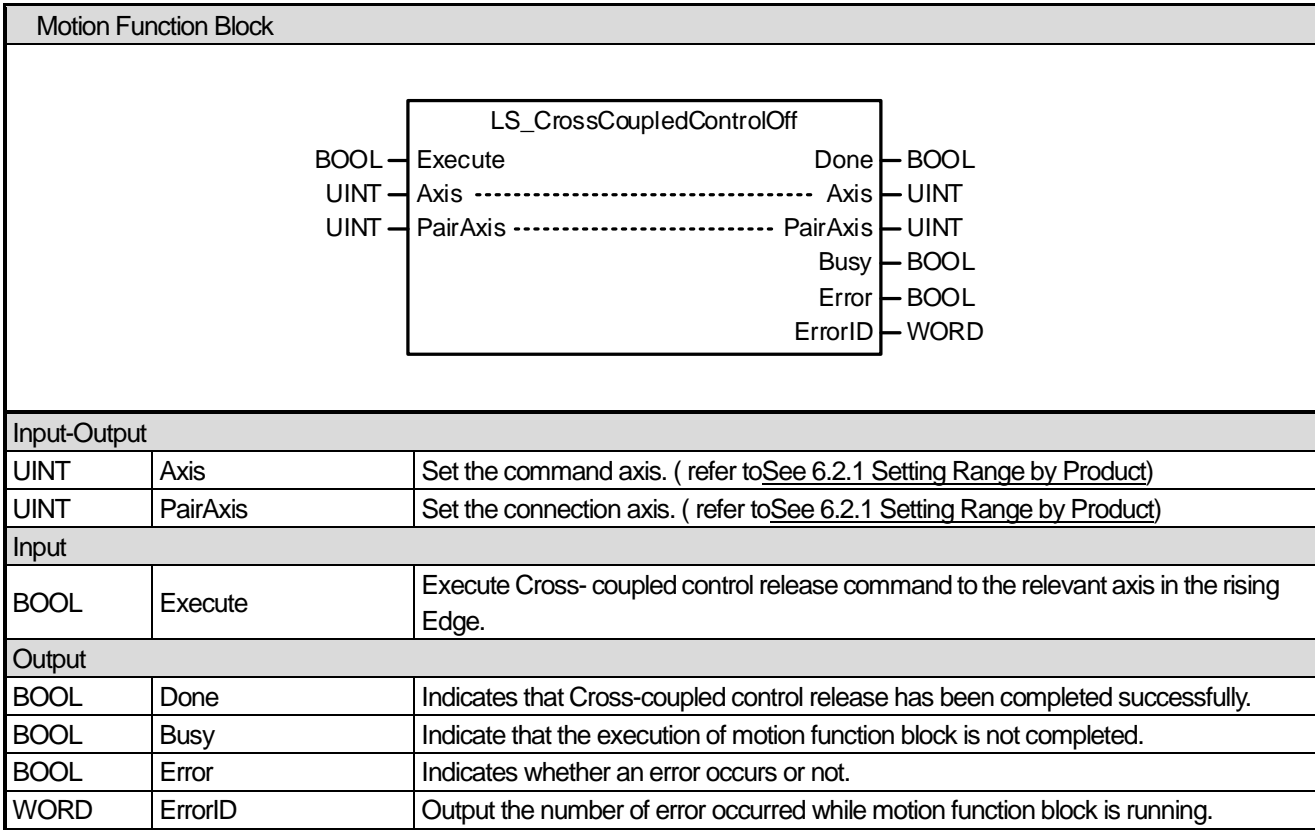 Motion Function Block
LS_CrossCoupledControlOff
BOOL Execute Done BOOL
UINT Axis Axis UINT
UINT PairAxis PairAxis UINT
Busy BOOL
Error BOOL
ErrorID WORD
Input-Output
UINT Axis Set the command axis. ( refer toSee 6.2.1 Setting Range by Product)
UINT PairAxis Set the connection axis. ( refer toSee 6.2.1 Setting Range by Product)
Input
BOOL Execute Execute Cross- coupled control release command to the relevant axis in the rising
Edge.
Output
BOOL Done Indicates that Cross-coupled control release has been completed successfully.
BOOL Busy Indicate that the execution of motion function block is not completed.
BOOL Error Indicates whether an error occurs or not.
WORD ErrorID Output the number of error occurred while motion function block is running.